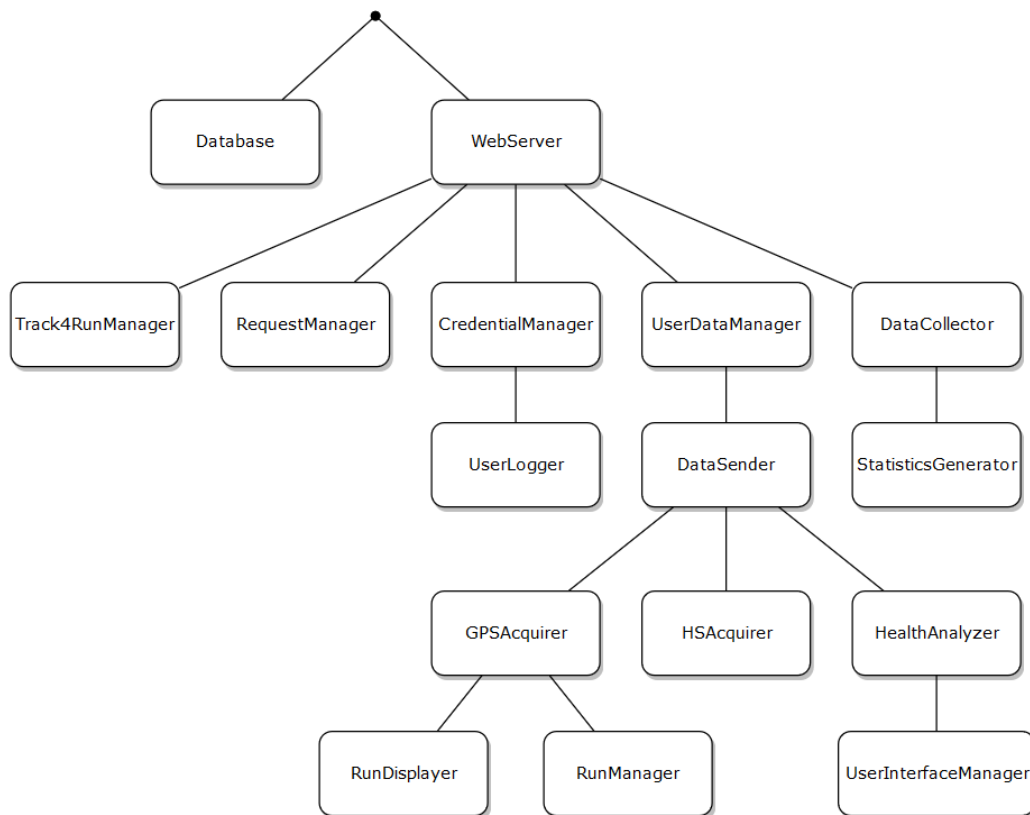 Database
WebServer
Track4RunManager
RequestManager
CredentialManager
UserDataManager
DataCollector
UserLogger
DataSender
StatisticsGenerator
GPSAcquirer
HSAcquirer
HealthAnalyzer
RunDisplayer
RunManager
UserInterfaceManager